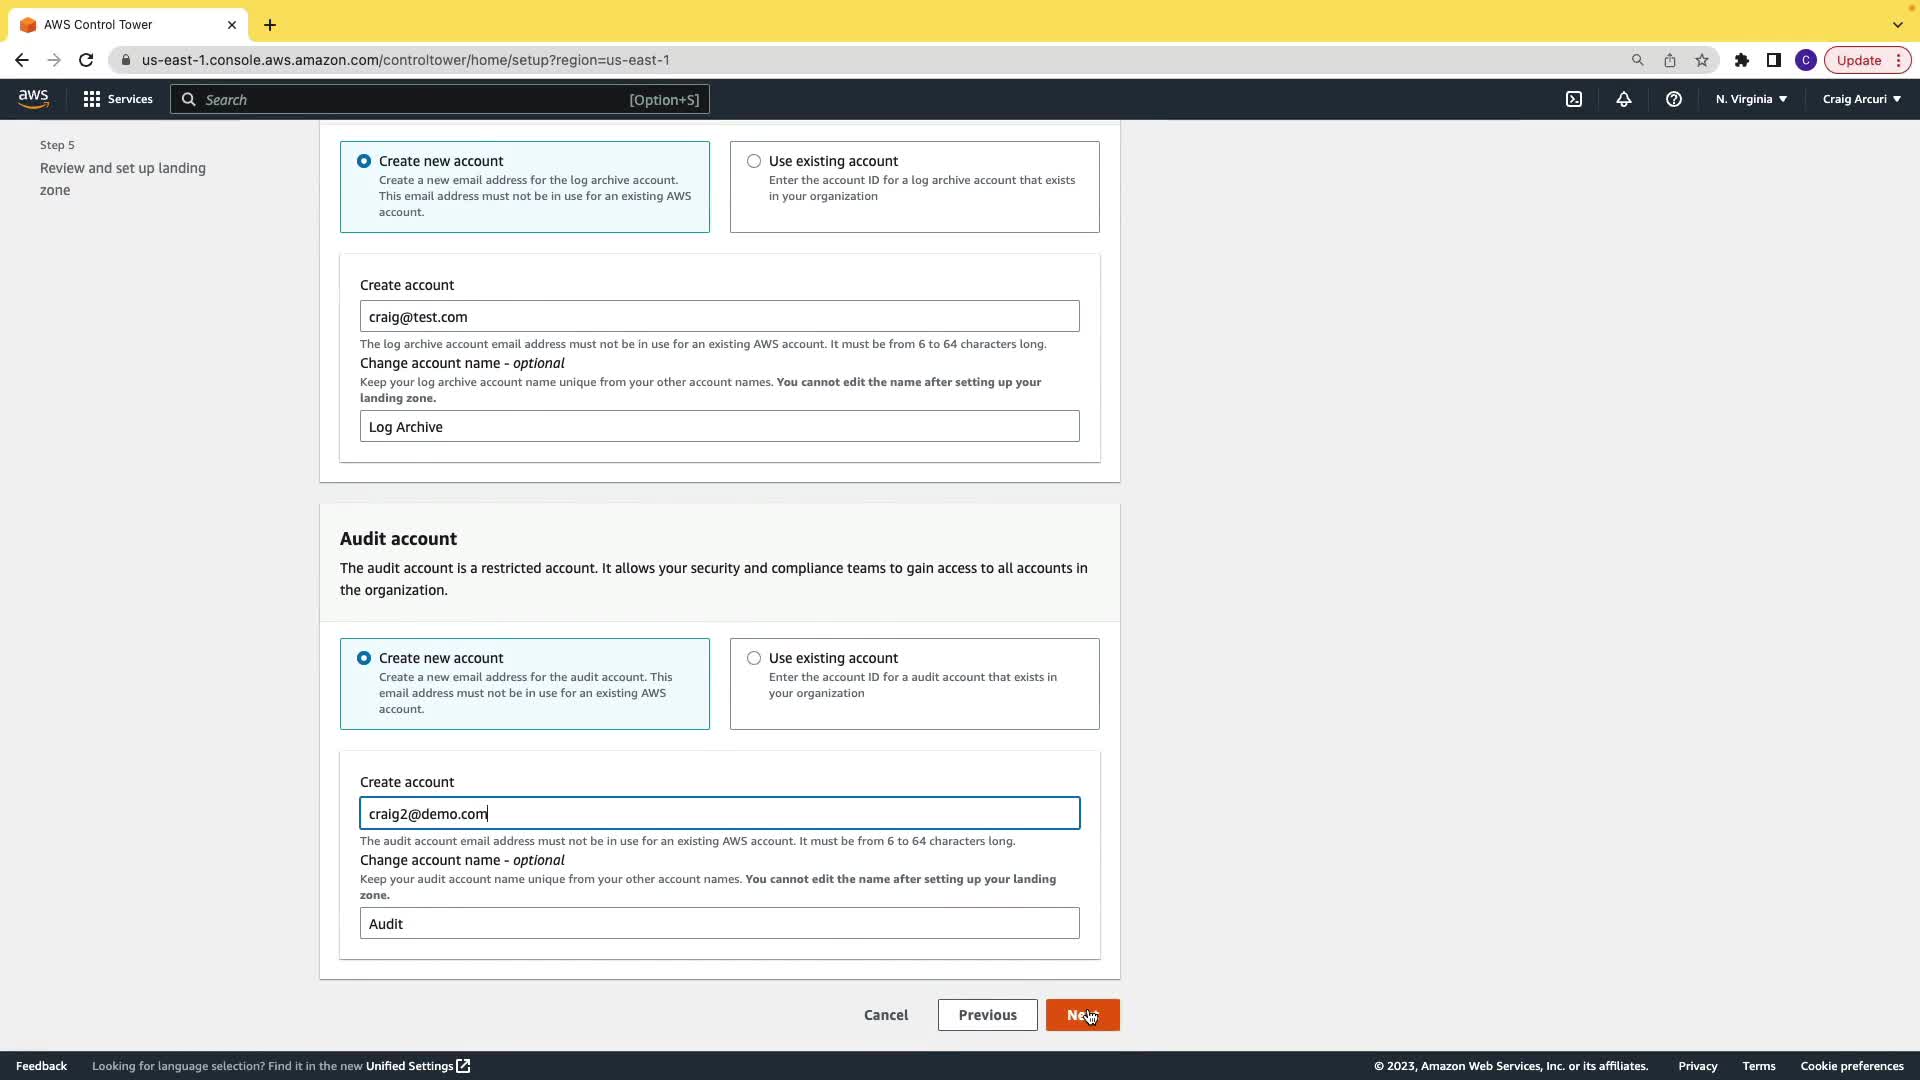 AWS Control Tower
us-east-1.console.aws.amazon.com/controltower/home/setup?region=us-east-1
C
Update
aws
Services
Search
[Option+S]
N. Virginia
Craig Arcuri
Step 5
Review and set up landing
zone
Create new account
Create a new email address for the log archive account.
This email address must not be in use for an existing AWS
account.
Use existing account
Enter the account ID for a log archive account that exists
in your organization
Create account
craig@test.com
The log archive account email address must not be in use for an existing AWS account. It must be from 6 to 64 characters long.
Change account name - optional
Keep your log archive account name unique from your other account names. You cannot edit the name after setting up your
landing zone.
Log Archive
Audit account
The audit account is a restricted account. It allows your security and compliance teams to gain access to all accounts in
the organization.
Create new account
Create a new email address for the audit account. This
email address must not be in use for an existing AWS
account.
Use existing account
Enter the account ID for a audit account that exists in
your organization
Create account
craig2@demo.com
The audit account email address must not be in use for an existing AWS account. It must be from 6 to 64 characters long.
Change account name - optional
Keep your audit account name unique from your other account names. You cannot edit the name after setting up your landing
zone.
Audit
Cancel
Previous
Next
Feedback
Looking for language selection? Find it in the new Unified Settings
© 2023, Amazon Web Services, Inc. or its affiliates.
Privacy
Terms
Cookie preferences